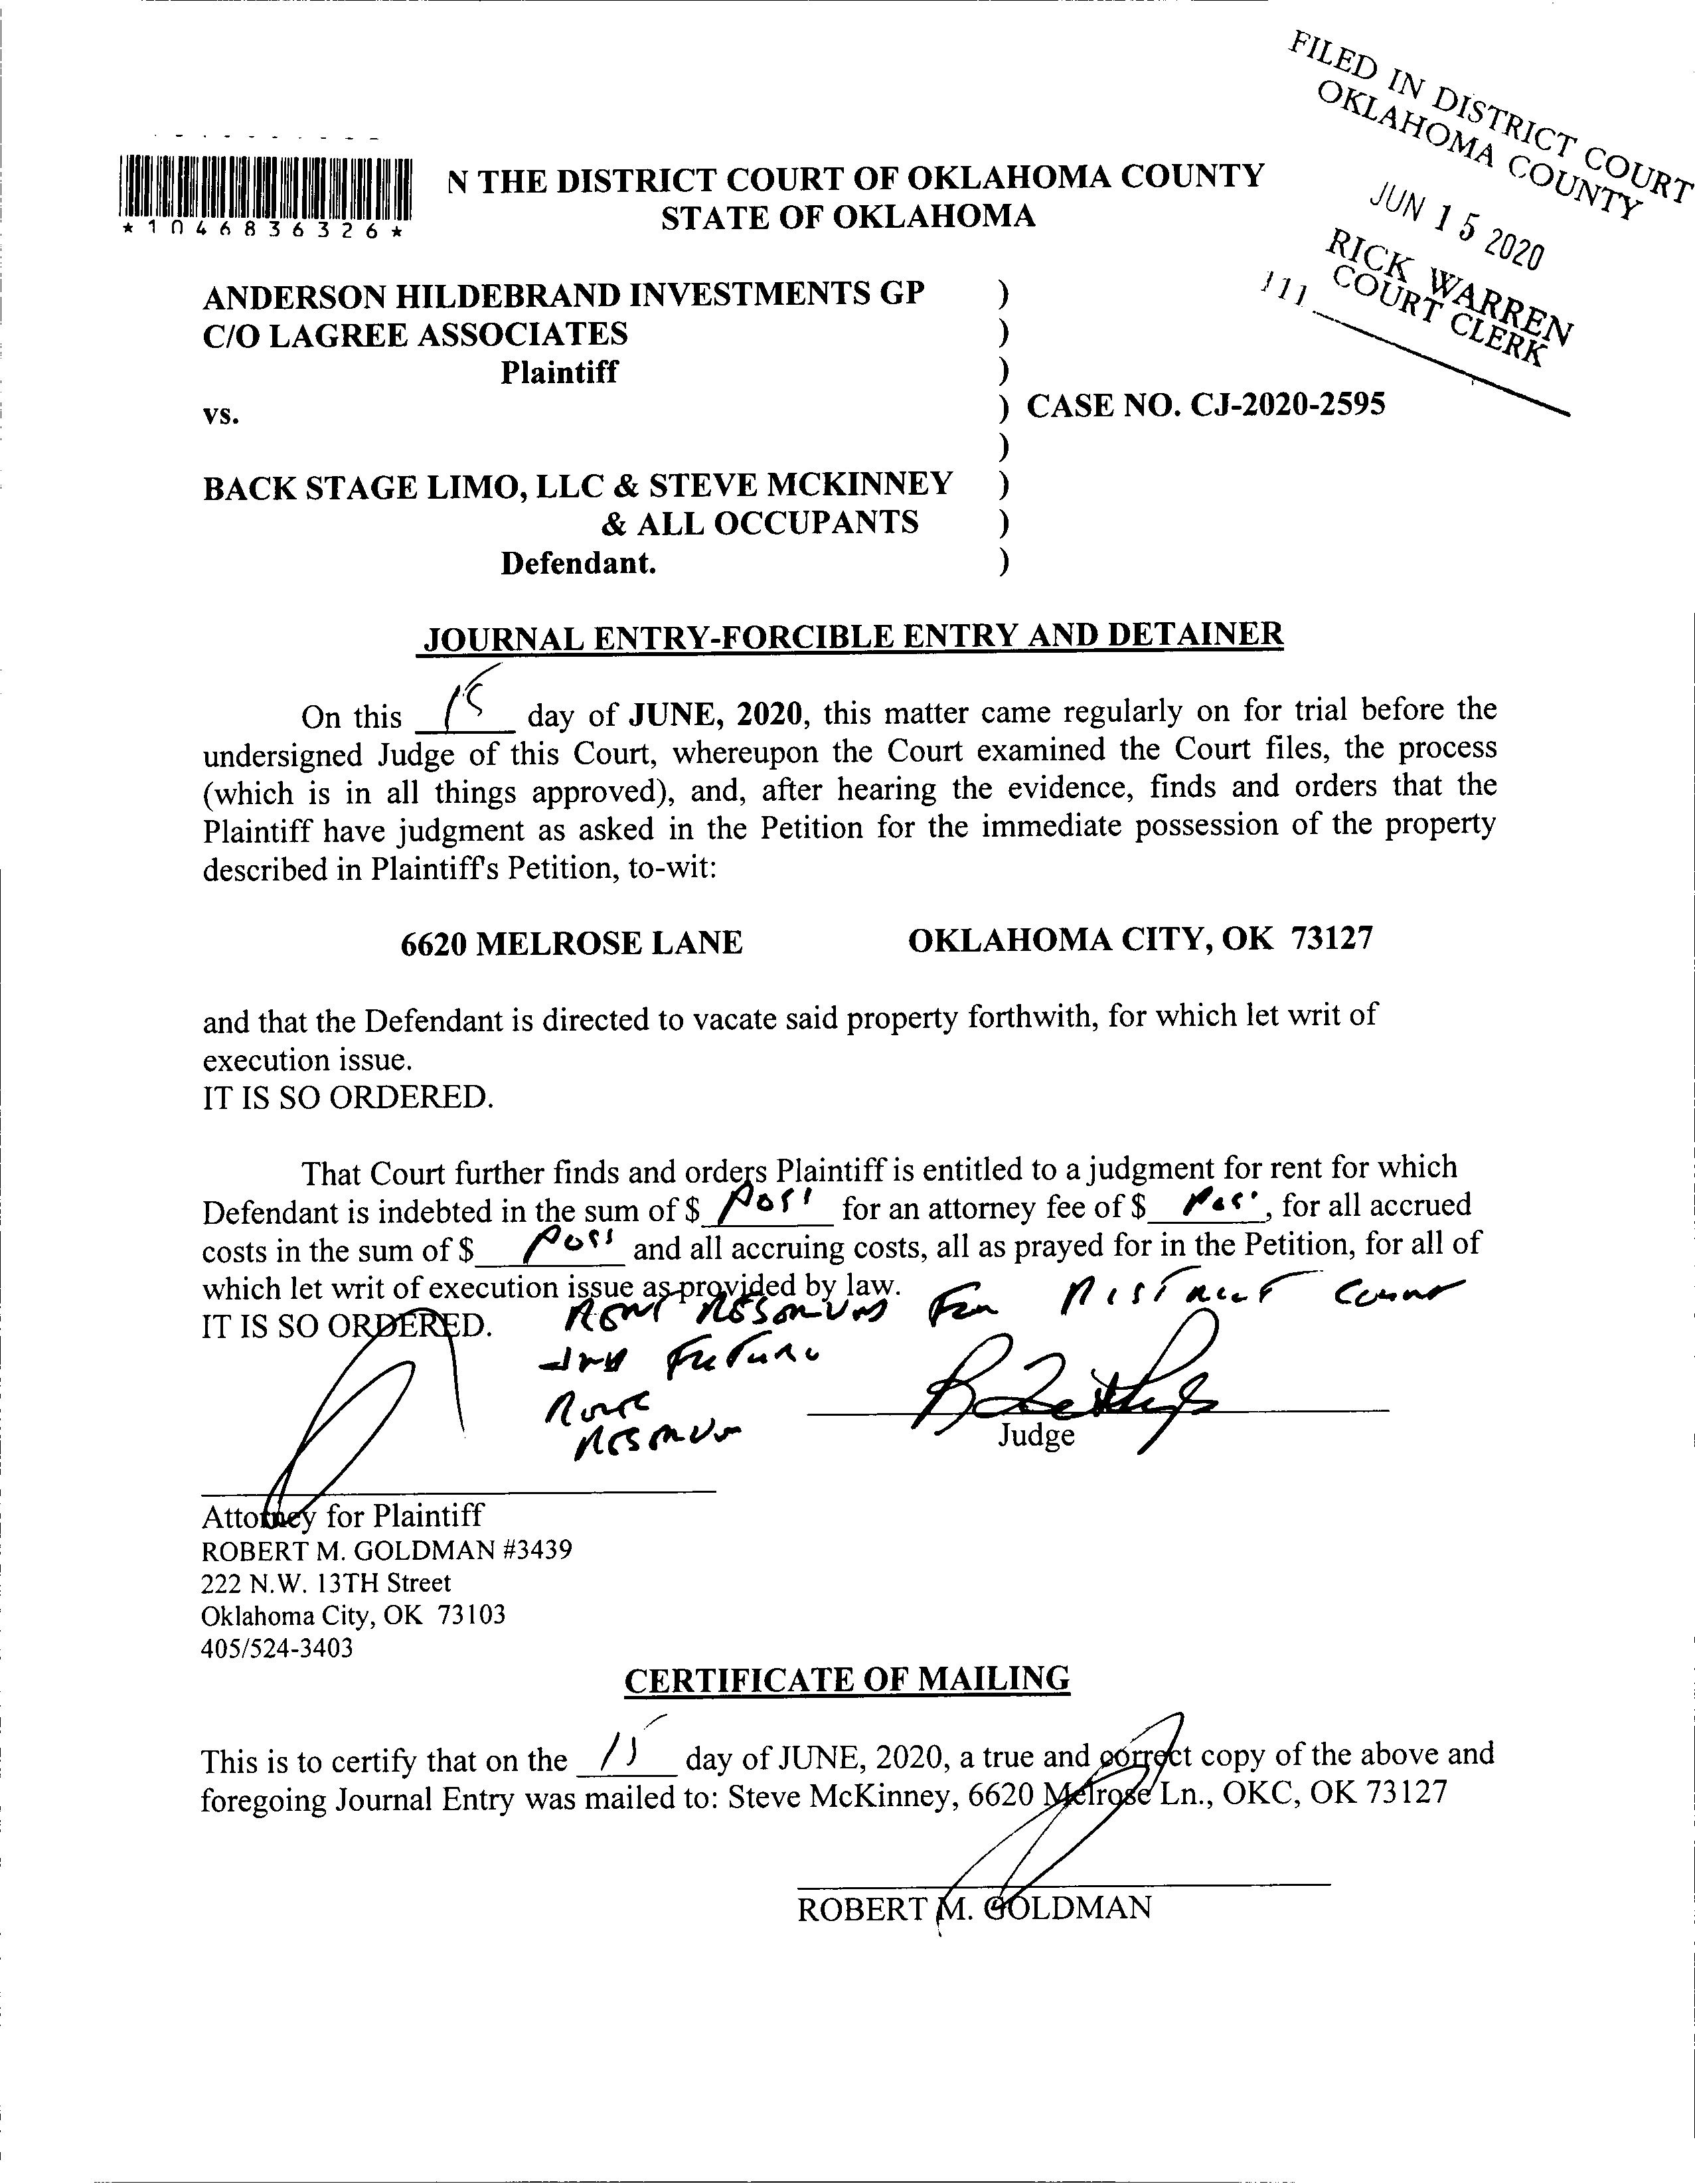 FILED IN DISTRICT COURT
OKLAHOMA COUNTY
JUN 15 2020
RICK WARREN
COURT CLERK
111
*1046836326*
N THE DISTRICT COURT OF OKLAHOMA COUNTY
STATE OF OKLAHOMA
ANDERSON HILDEBRAND INVESTMENTS GP )
C/O LAGREE ASSOCIATES )
Plaintiff )
vs. ) CASE NO. CJ-2020-2595
)
BACK STAGE LIMO, LLC & STEVE MCKINNEY )
& ALL OCCUPANTS )
Defendant. )
JOURNAL ENTRY-FORCIBLE ENTRY AND DETAINER
On this 15 day of JUNE, 2020, this matter came regularly on for trial before the
undersigned Judge of this Court, whereupon the Court examined the Court files, the process
(which is in all things approved), and, after hearing the evidence, finds and orders that the
Plaintiff have judgment as asked in the Petition for the immediate possession of the property
described in Plaintiff's Petition, to-wit:
6620 MELROSE LANE OKLAHOMA CITY, OK 73127
and that the Defendant is directed to vacate said property forthwith, for which let writ of
execution issue.
IT IS SO ORDERED.
That Court further finds and orders Plaintiff is entitled to a judgment for rent for which
Defendant is indebted in the sum of $ for an attorney fee of $ , for all accrued
costs in the sum of $ and all accruing costs, all as prayed for in the Petition, for all of
which let writ of execution issue as provided by law.
IT IS SO ORDERED.
DISTRICT COURT
FUTURE
Judge
Attorney for Plaintiff
ROBERT M. GOLDMAN #3439
222 N.W. 13TH Street
Oklahoma City, OK 73103
405/524-3403
CERTIFICATE OF MAILING
This is to certify that on the 15 day of JUNE, 2020, a true and correct copy of the above and
foregoing Journal Entry was mailed to: Steve McKinney, 6620 Melrose Ln., OKC, OK 73127
ROBERT M. GOLDMAN